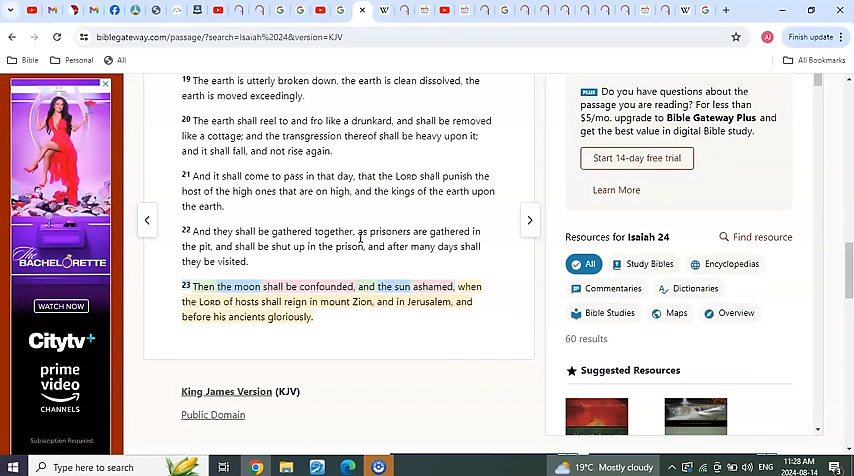 Finish update
biblegateway.com/passage/?search=Isaiah%2024&version=KJV
Bible
Personal
All
All Bookmarks
19 The earth is utterly broken down, the earth is clean dissolved, the
earth is moved exceedingly.
20 The earth shall reel to and fro like a drunkard, and shall be removed
like a cottage; and the transgression thereof shall be heavy upon it;
and it shall fall, and not rise again.
21 And it shall come to pass in that day, that the LORD shall punish the
host of the high ones that are on high, and the kings of the earth upon
the earth.
22 And they shall be gathered together, as prisoners are gathered in
the pit, and shall be shut up in the prison, and after many days shall
they be visited.
23 Then the moon shall be confounded, and the sun ashamed, when
the LORD of hosts shall reign in mount Zion, and in Jerusalem, and
before his ancients gloriously.
King James Version (KJV)
Public Domain
the
BACHELORETTE
WATCH NOW
Citytv+
prime
video
CHANNELS
Subscription Required.
PLUS Do you have questions about the
passage you are reading? For less than
$5/mo. upgrade to Bible Gateway Plus and
get the best value in digital Bible study.
Start 14-day free trial
Learn More
Resources for Isaiah 24
Find resource
All
Study Bibles
Encyclopedias
Commentaries
Dictionaries
Bible Studies
Maps
Overview
60 results
Suggested Resources
Type here to search
19°C Mostly cloudy
ENG
11:28 AM
2024-08-14